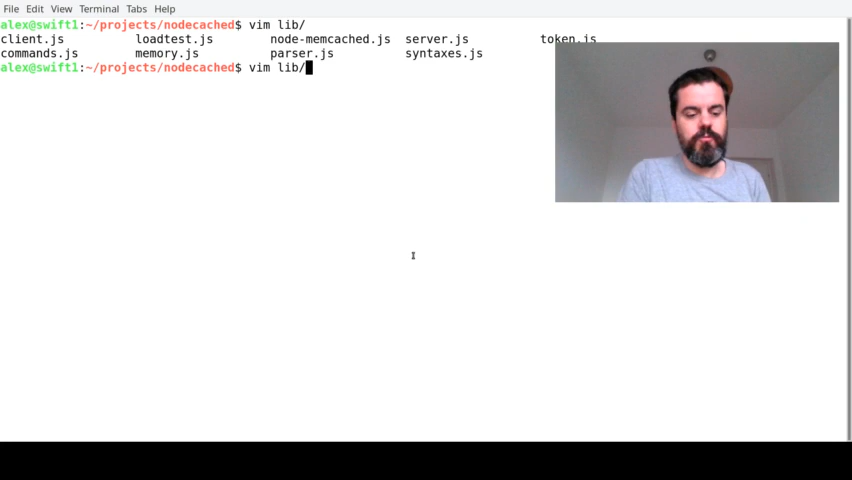 File Edit View Terminal Tabs Help
alex@swift1:~/projects/nodecached$ vim lib/
client.js loadtest.js node-memcached.js server.js token.js
commands.js memory.js parser.js syntaxes.js
alex@swift1:~/projects/nodecached$ vim lib/